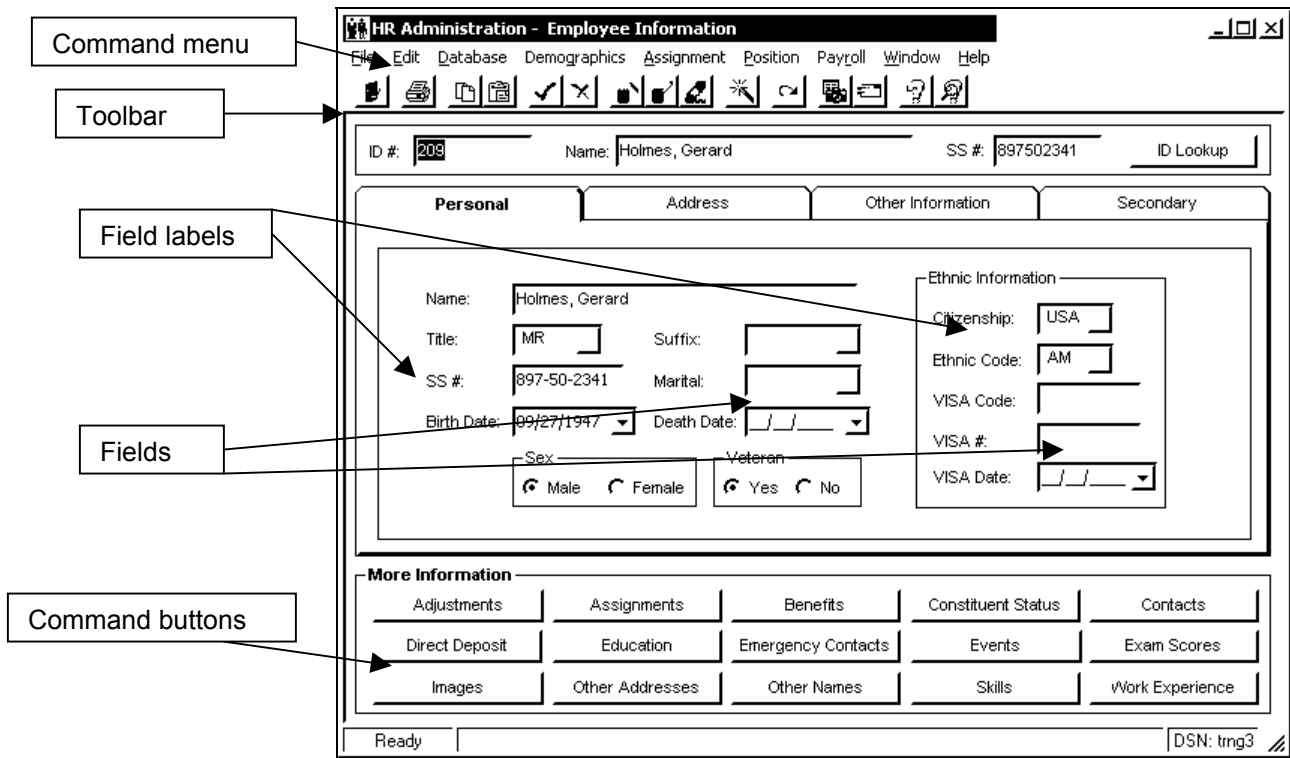 HR Administration - Employee Information
Command menu
File Edit Database Demographics Assignment Position Payroll Window Help
Toolbar
ID #: 209 Name: Holmes, Gerard SS #: 897502341 ID Lookup
Personal Address Other Information Secondary
Field labels
Ethnic Information
Name: Holmes, Gerard
Citizenship: USA
Title: MR Suffix:
Ethnic Code: AM
SS #: 897-50-2341 Marital:
VISA Code:
Birth Date: 09/27/1947 Death Date: __/__/____
VISA #:
Fields
Sex Veteran
VISA Date: __/__/____
Male Female Yes No
More Information
Adjustments Assignments Benefits Constituent Status Contacts
Command buttons
Direct Deposit Education Emergency Contacts Events Exam Scores
Images Other Addresses Other Names Skills Work Experience
Ready DSN: trng3